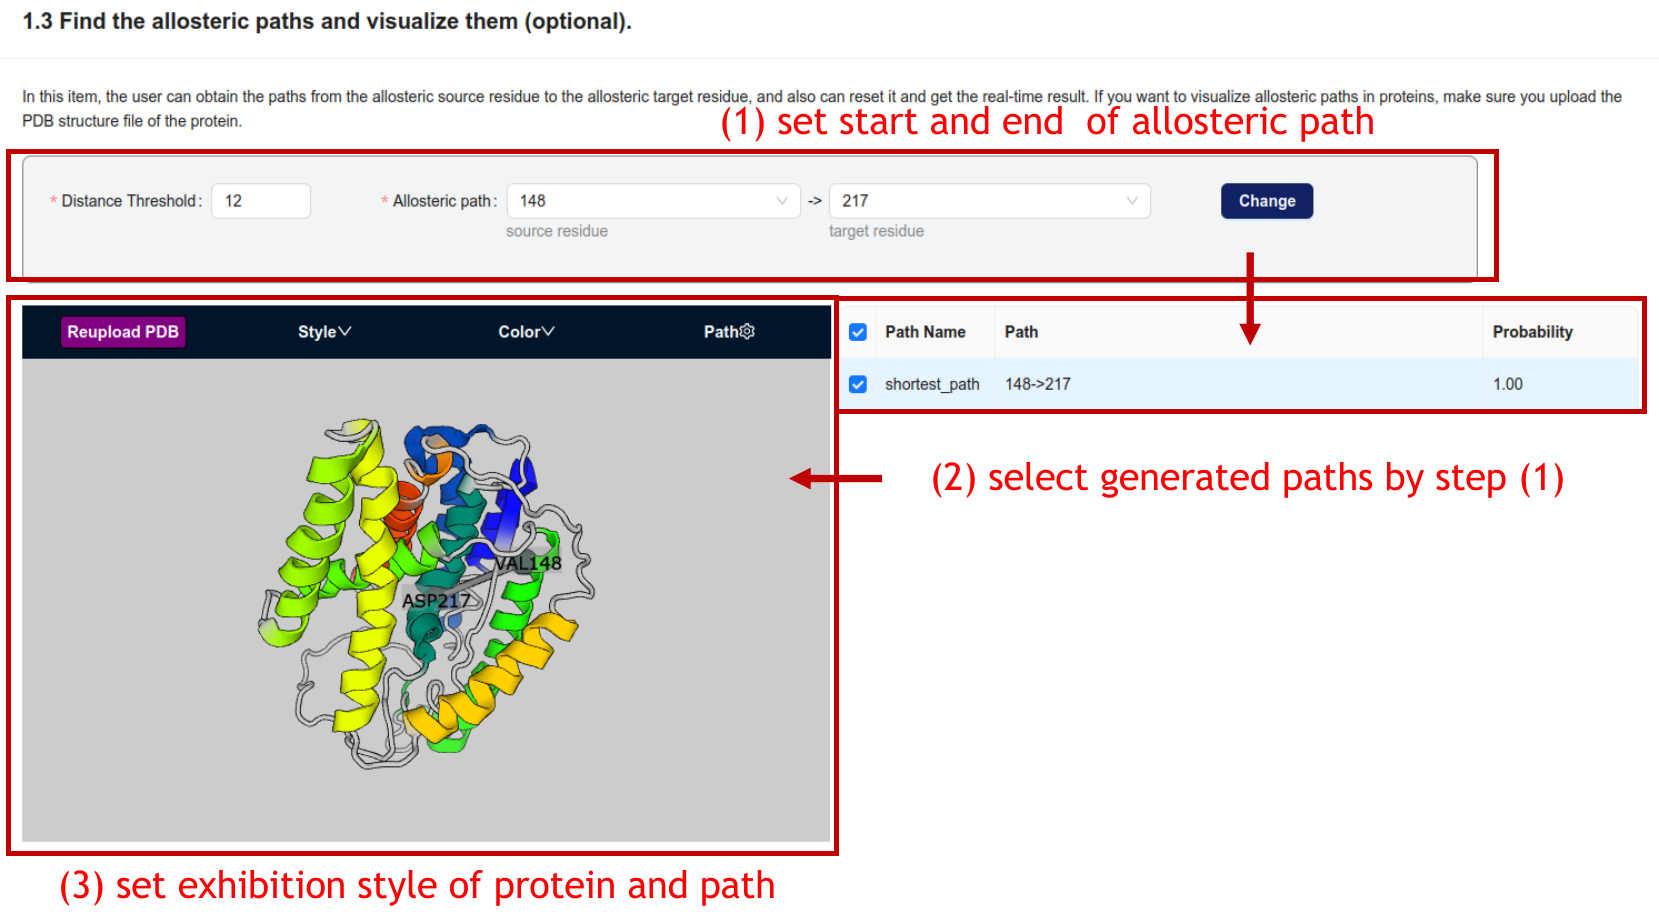 1.3 Find the allosteric paths and visualize them (optional).
In this item, the user can obtain the paths from the allosteric source residue to the allosteric target residue, and also can reset it and get the real-time result. If you want to visualize allosteric paths in proteins, make sure you upload the
PDB structure file of the protein.
(1) set start and end of allosteric path
* Distance Threshold: 12 * Allosteric path: 148 -> 217 Change
source residue target residue
Reupload PDB Style Color Path
Path Name Path Probability
shortest_path 148->217 1.00
(2) select generated paths by step (1)
VAL148
ASP217
(3) set exhibition style of protein and path